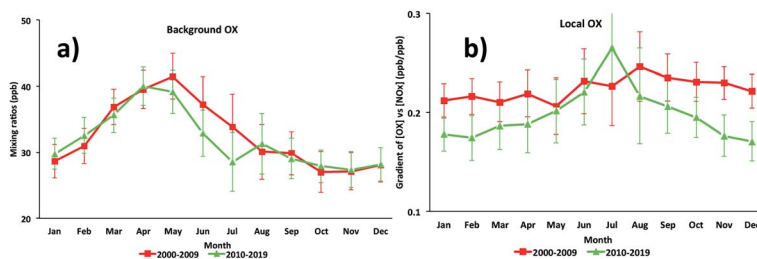 Background OX
a)
Mixing ratios (ppb)
50
40
30
20
Jan Feb Mar Apr May Jun Jul Aug Sep Oct Nov Dec
Month
2000-2009 2010-2019
Local OX
b)
Gradient of [OX] vs [NOx] (ppb/ppb)
0.3
0.2
0.1
Jan Feb Mar Apr May Jun Jul Aug Sep Oct Nov Dec
Month
2000-2009 2010-2019